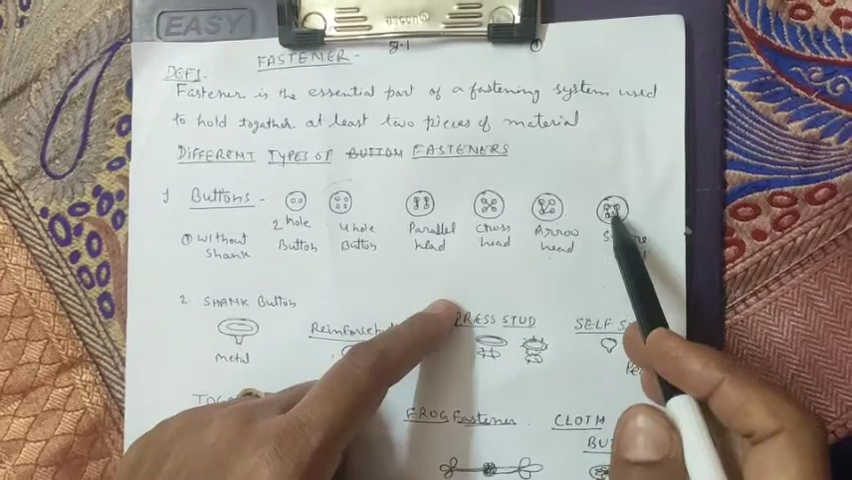 EASY
FASTENER -
DEFI -
Fastener is the essential part of a fastening system used
to hold together at least two pieces of material
DIFFERENT TYPES OF BUTTON FASTENERS
1 Buttons -
① without shank
2 hole Button
4 hole Button
Parallel head
Cross head
Arrow head
2 SHANK Button
Metal
PRESS STUD
SELF
FROG Fastener
CLOTH